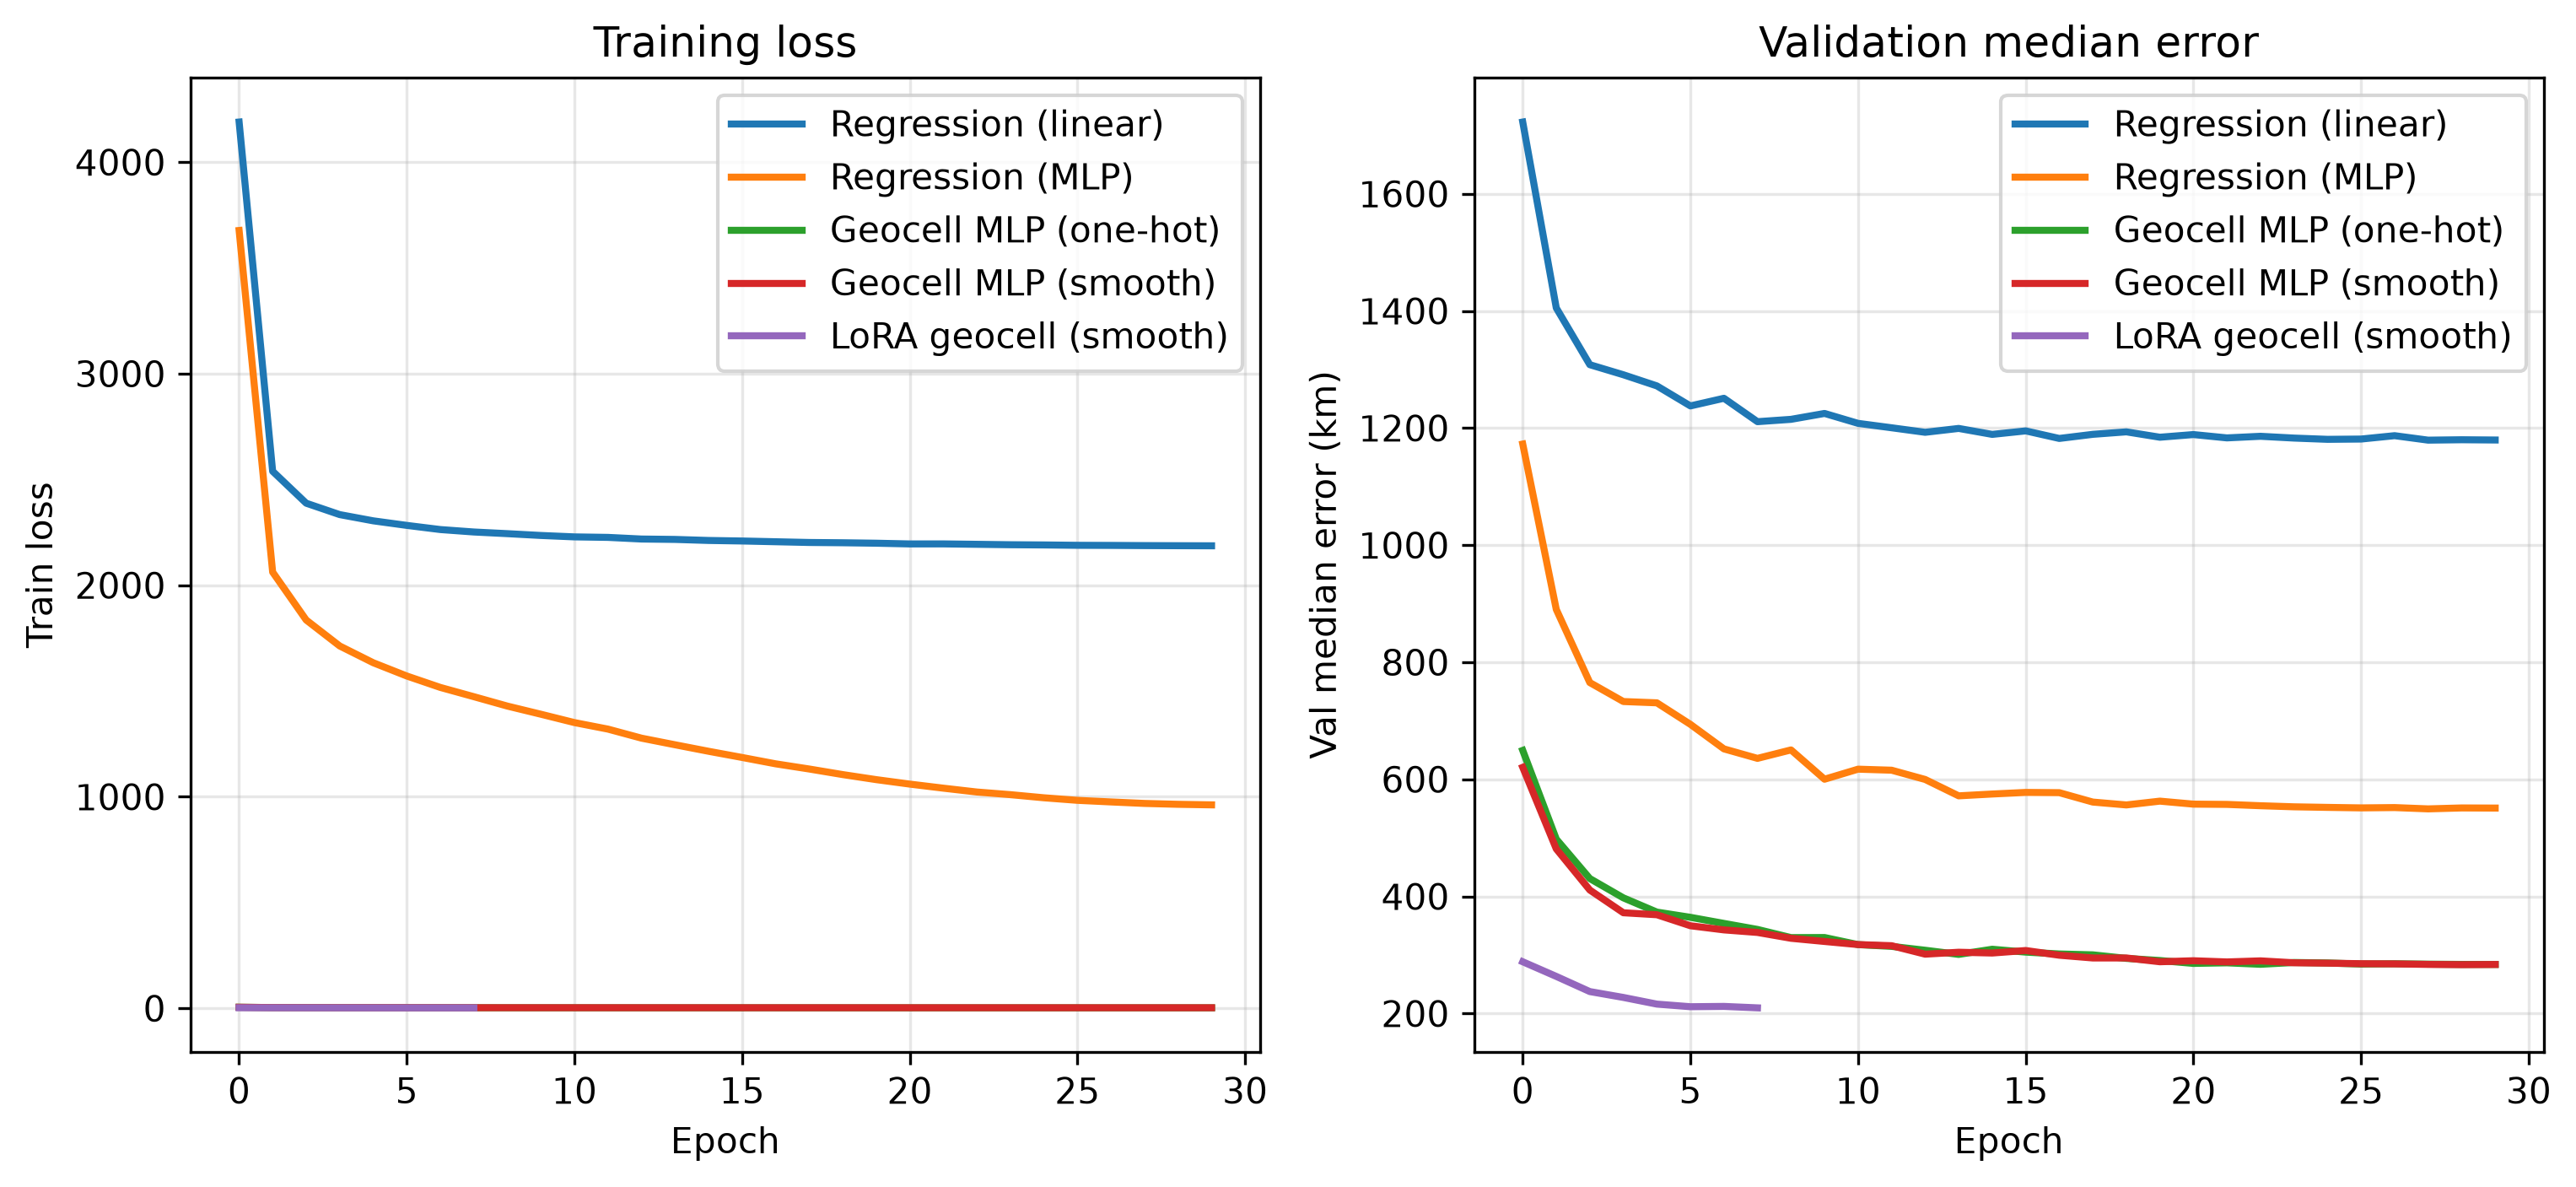 Training loss
Train loss
4000
3000
2000
1000
0
0 5 10 15 20 25 30
Epoch
Regression (linear)
Regression (MLP)
Geocell MLP (one-hot)
Geocell MLP (smooth)
LoRA geocell (smooth)
Validation median error
Val median error (km)
1600
1400
1200
1000
800
600
400
200
0 5 10 15 20 25 30
Epoch
Regression (linear)
Regression (MLP)
Geocell MLP (one-hot)
Geocell MLP (smooth)
LoRA geocell (smooth)